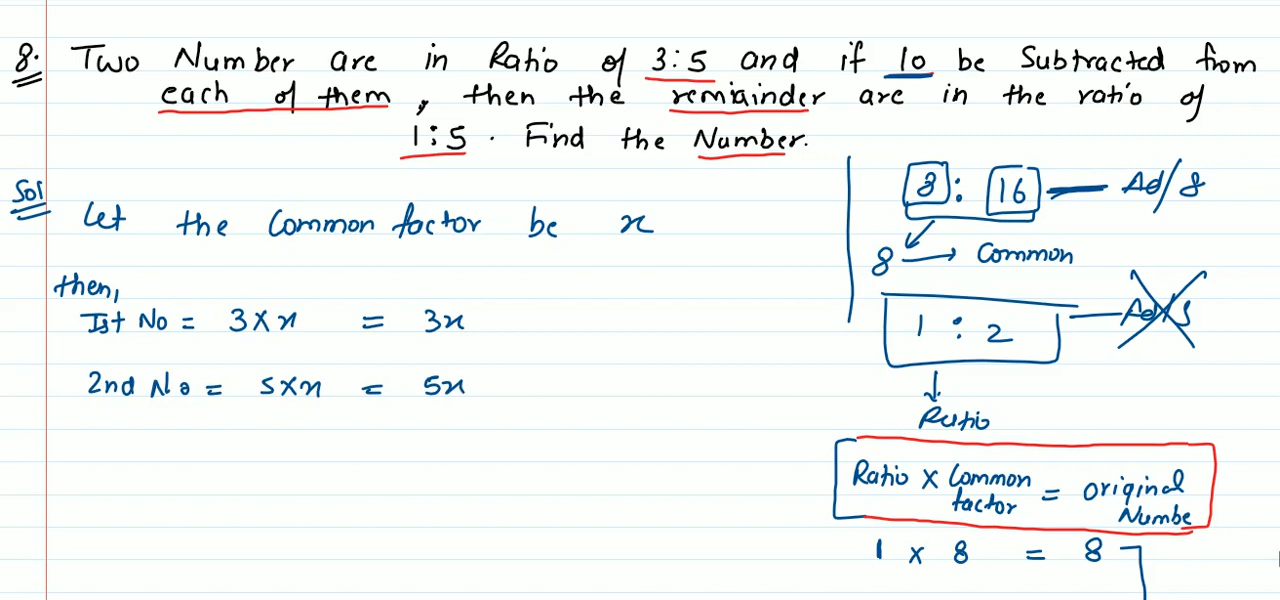 8. Two Number are in Ratio of 3:5 and if 10 be Subtracted from
each of them, then the remainder are in the ratio of
1:5. Find the Number.
Sol
Let the Common factor be x
then,
Ist No = 3 X x = 3x
2nd No = 5 X x = 5x
8 : 16 — Ad/8
8 → Common
1 : 2
Ratio
Ratio X Common factor = original Numbe
1 x 8 = 8